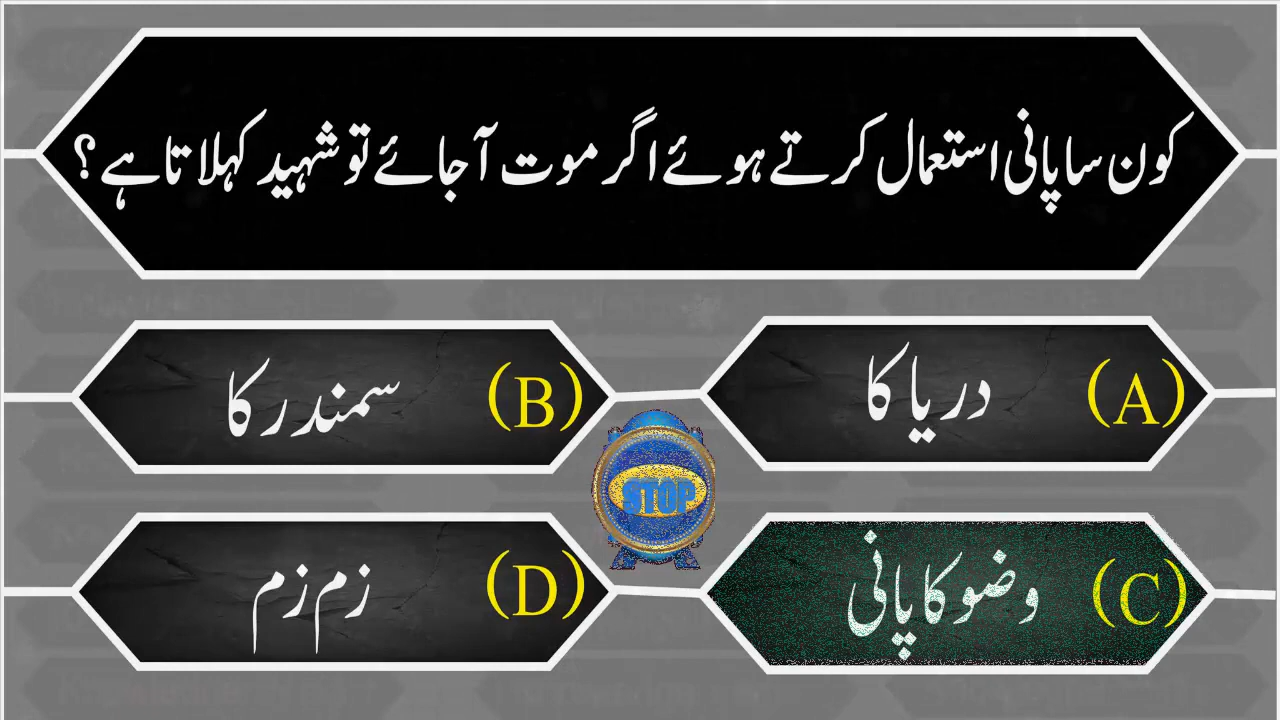 کون سا پانی استعمال کرتے ہوئے اگر موت آ جائے تو شہید کہلاتا ہے ؟
(A) دریا کا
(B) سمندر کا
STOP
(C) وضو کا پانی
(D) زم زم